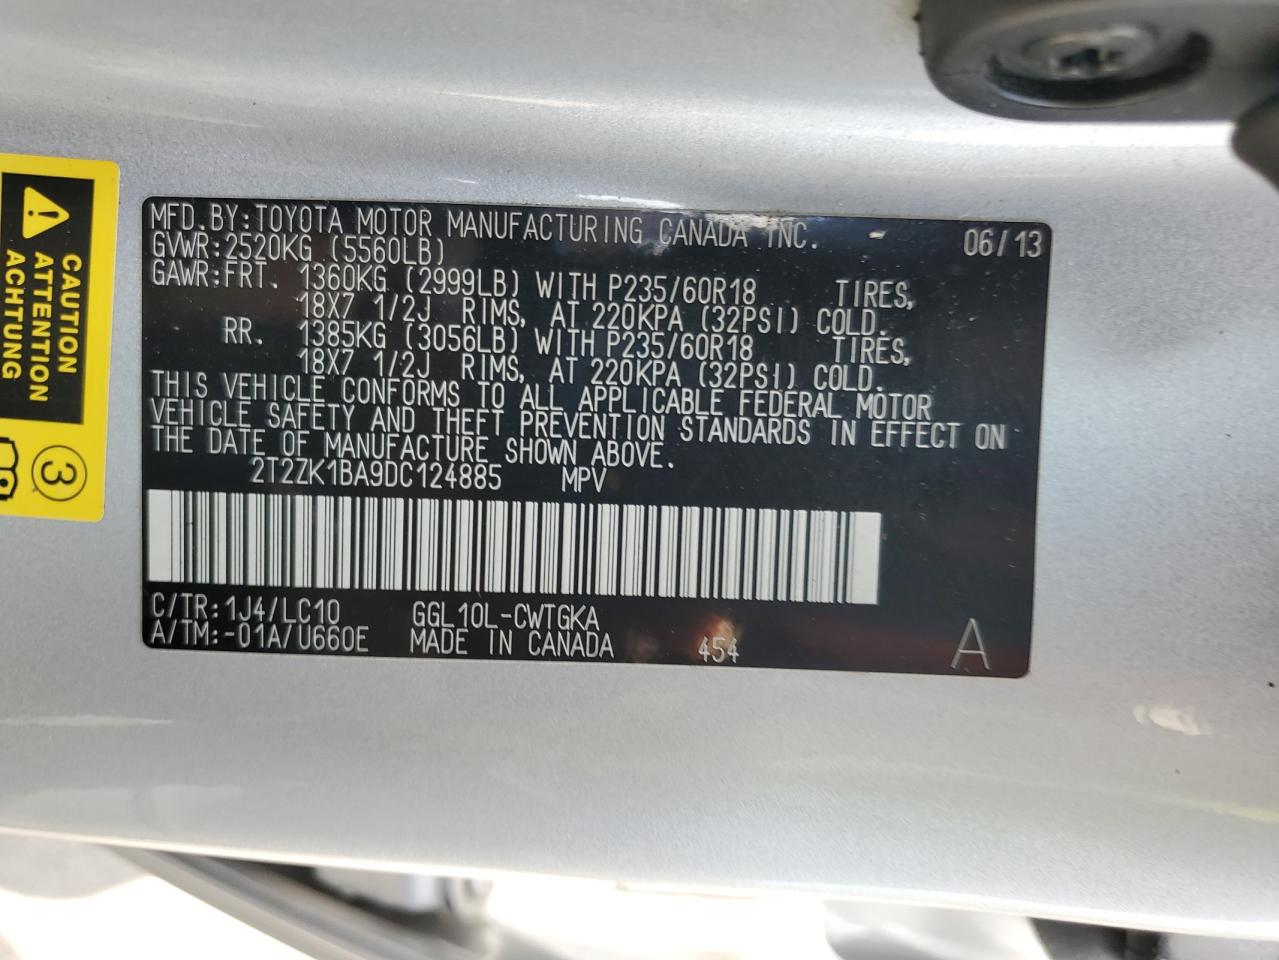 CAUTION
ATTENTION
ACHTUNG
3
MFD.BY:TOYOTA MOTOR MANUFACTURING CANADA INC. - 06/13
GVWR:2520KG (5560LB)
GAWR:FRT. 1360KG (2999LB) WITH P235/60R18 TIRES,
18X7 1/2J RIMS, AT 220KPA (32PSI) COLD.
RR. 1385KG (3056LB) WITH P235/60R18 TIRES,
18X7 1/2J RIMS, AT 220KPA (32PSI) COLD.
THIS VEHICLE CONFORMS TO ALL APPLICABLE FEDERAL MOTOR
VEHICLE SAFETY AND THEFT PREVENTION STANDARDS IN EFFECT ON
THE DATE OF MANUFACTURE SHOWN ABOVE.
2T2ZK1BA9DC124885 MPV
C/TR:1J4/LC10 GGL10L-CWTGKA
A/TM:-01A/U660E MADE IN CANADA 454 A